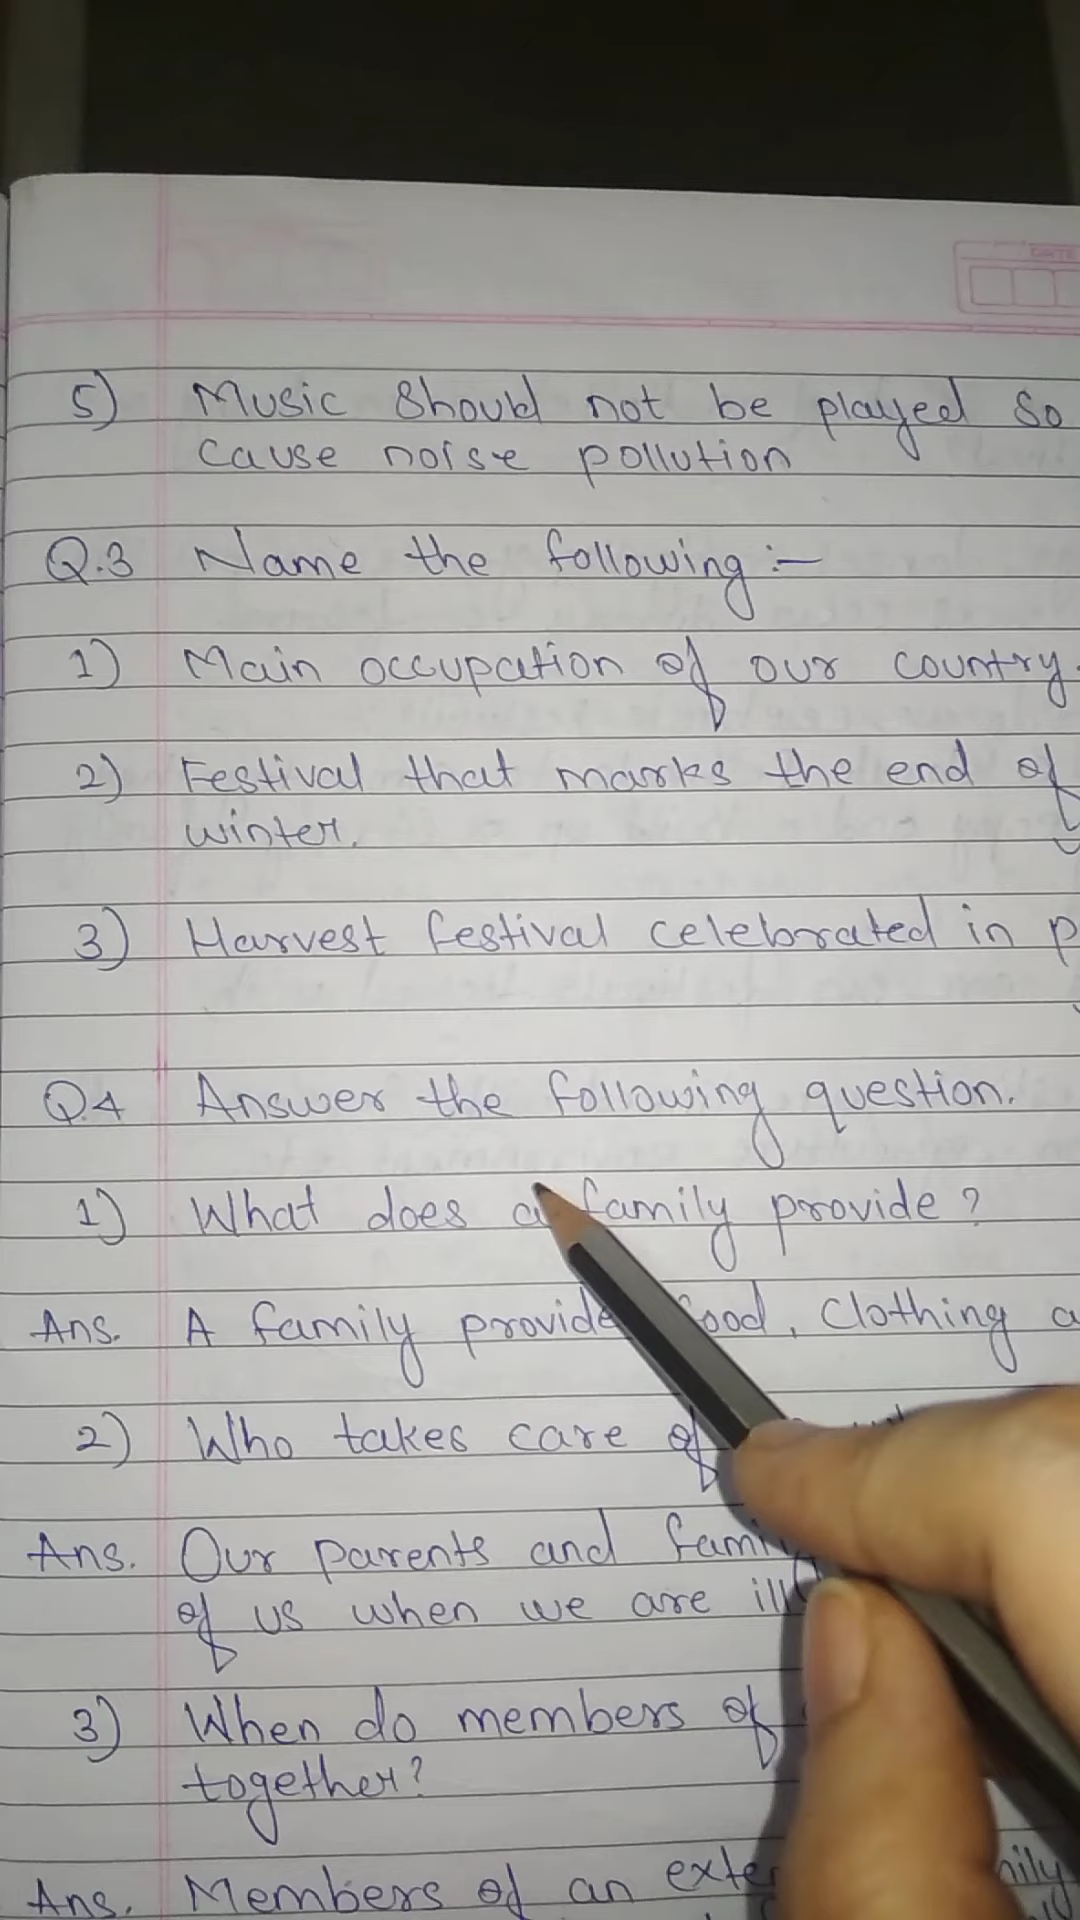 DATE
5) Music should not be played so
cause noise pollution
Q.3 Name the following :-
1) Main occupation of our country.
2) Festival that marks the end of
winter.
3) Harvest festival celebrated in
Q.4 Answer the following question.
1) What does a family provide?
Ans. A family provide food, clothing
2) Who takes care of
Ans. Our parents and
of us when we are ill
3) When do members of
together?
Ans. Members of an